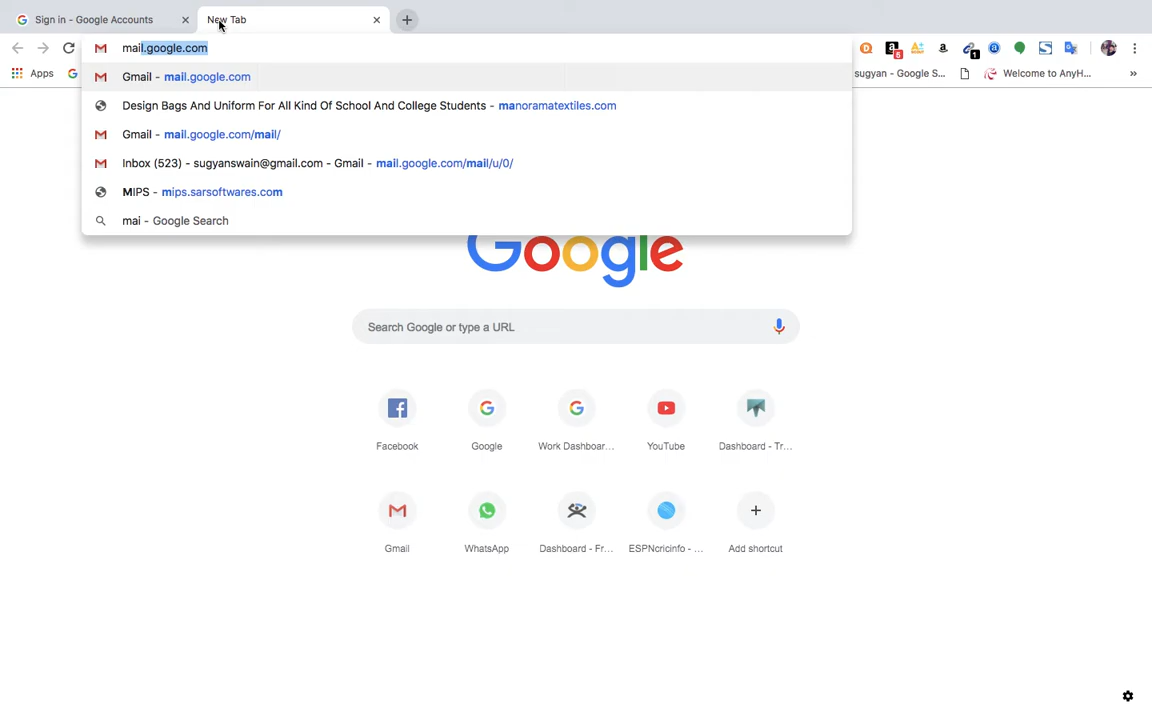 Sign in - Google Accounts
New Tab
mail.google.com
Gmail - mail.google.com
Design Bags And Uniform For All Kind Of School And College Students - manoramatextiles.com
Gmail - mail.google.com/mail/
Inbox (523) - sugyanswain@gmail.com - Gmail - mail.google.com/mail/u/0/
MIPS - mips.sarsoftwares.com
mai - Google Search
Apps
sugyan - Google S...
Welcome to AnyH...
»
Google
Search Google or type a URL
Facebook
Google
Work Dashboar...
YouTube
Dashboard - Tr...
Gmail
WhatsApp
Dashboard - Fr...
ESPNcricinfo - ...
Add shortcut